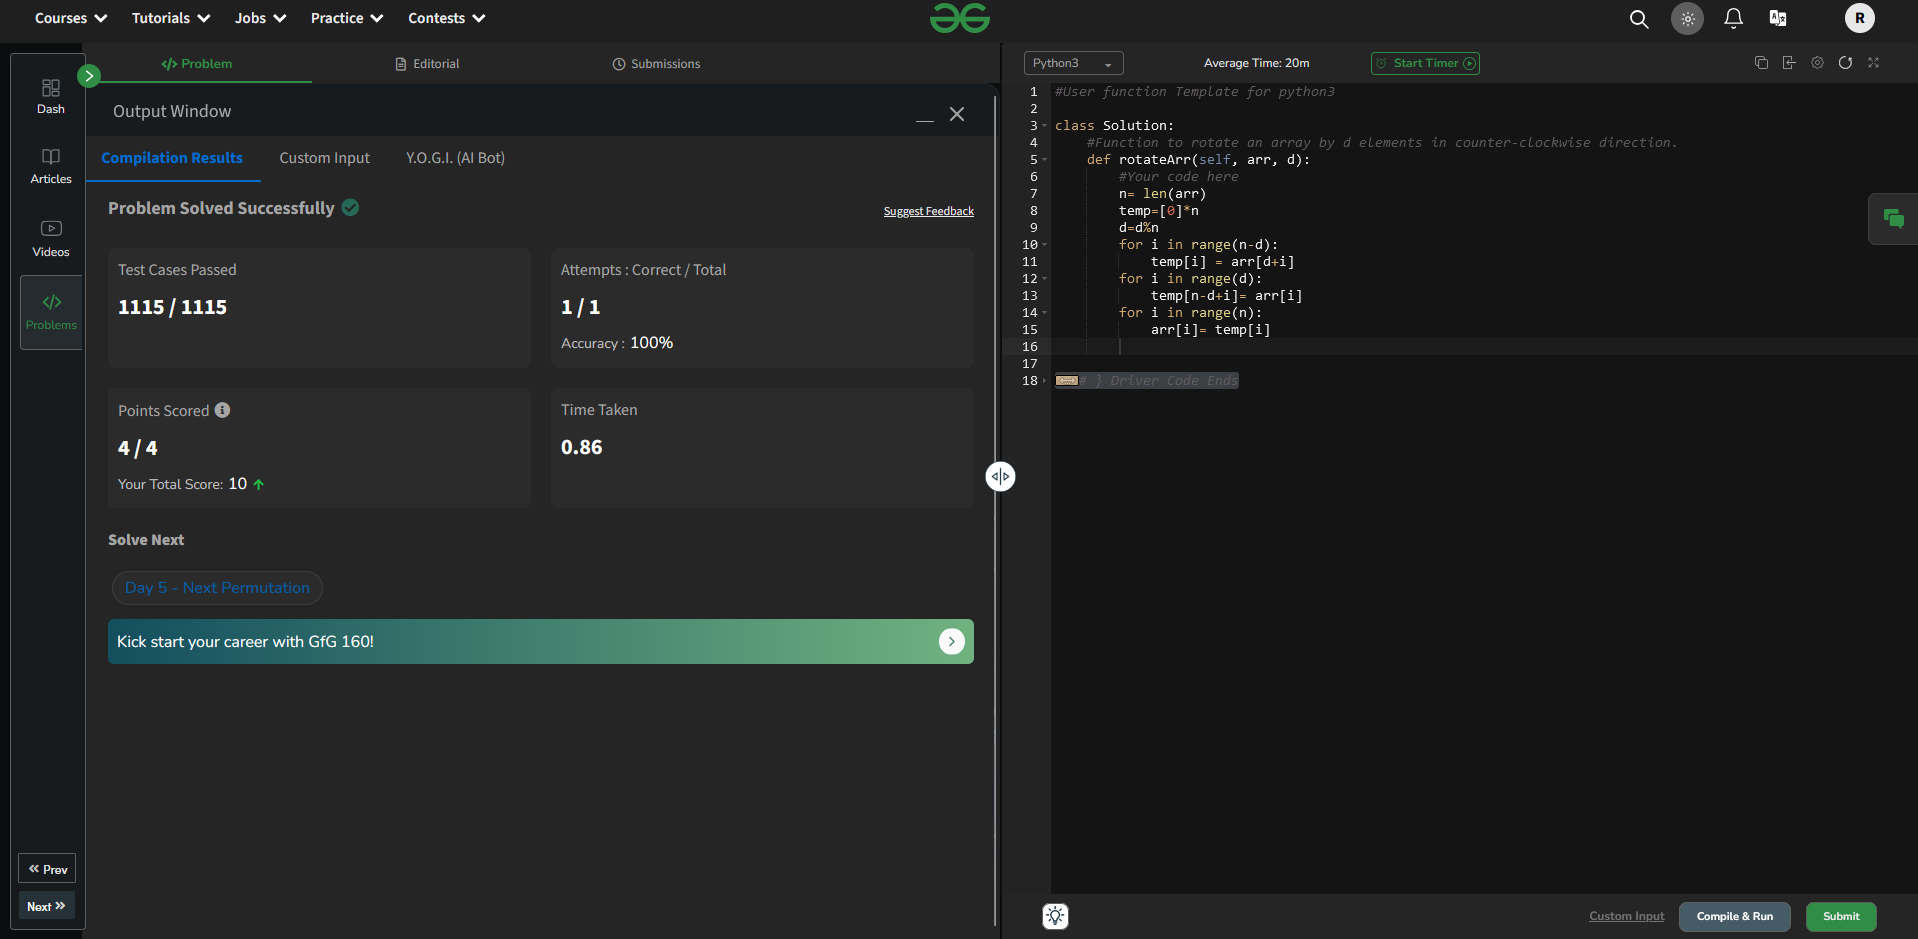 Courses Tutorials Jobs Practice Contests
R
Dash
Articles
Videos
Problems
Prev
Next
Problem Editorial Submissions
Output Window
Compilation Results Custom Input Y.O.G.I. (AI Bot)
Problem Solved Successfully
Suggest Feedback
Test Cases Passed
1115 / 1115
Attempts : Correct / Total
1 / 1
Accuracy : 100%
Points Scored
4 / 4
Your Total Score: 10
Time Taken
0.86
Solve Next
Day 5 - Next Permutation
Kick start your career with GfG 160!
Python3 Average Time: 20m Start Timer
1 #User function Template for python3
2
3 class Solution:
4 #Function to rotate an array by d elements in counter-clockwise direction.
5 def rotateArr(self, arr, d):
6 #Your code here
7 n= len(arr)
8 temp=[0]*n
9 d=d%n
10 for i in range(n-d):
11 temp[i] = arr[d+i]
12 for i in range(d):
13 temp[n-d+i]= arr[i]
14 for i in range(n):
15 arr[i]= temp[i]
16
17
18 # } Driver Code Ends
Custom Input Compile & Run Submit